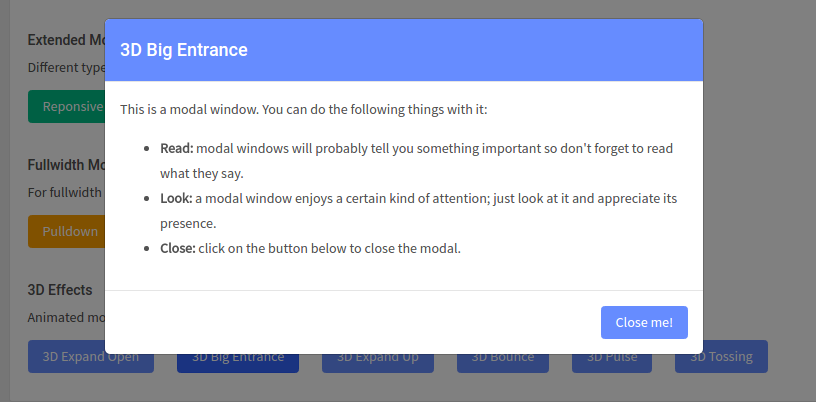 3D Big Entrance
This is a modal window. You can do the following things with it:
Read: modal windows will probably tell you something important so don't forget to read
what they say.
Look: a modal window enjoys a certain kind of attention; just look at it and appreciate its
presence.
Close: click on the button below to close the modal.
Close me!
Extended
Different
Reponsive
Fullwidth
For fullwidth
Pulldown
3D Effects
Animated
3D Expand Open
3D Big Entrance
3D Expand Up
3D Bounce
3D Pulse
3D Tossing